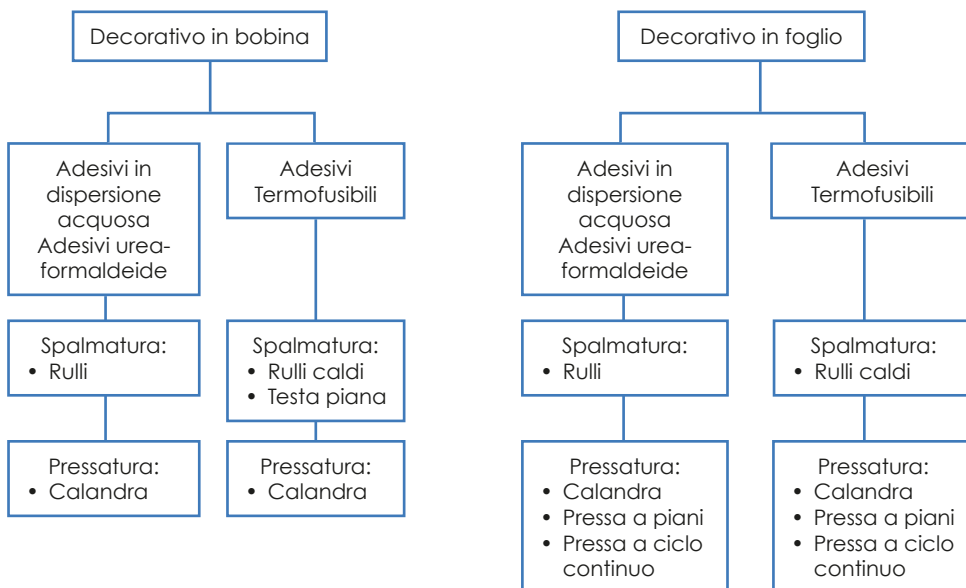 Decorativo in bobina
Adesivi in
dispersione
acquosa
Adesivi urea-
formaldeide
Adesivi
Termofusibili
Spalmatura:
• Rulli
Spalmatura:
• Rulli caldi
• Testa piana
Pressatura:
• Calandra
Pressatura:
• Calandra
Decorativo in foglio
Adesivi in
dispersione
acquosa
Adesivi urea-
formaldeide
Adesivi
Termofusibili
Spalmatura:
• Rulli
Spalmatura:
• Rulli caldi
Pressatura:
• Calandra
• Pressa a piani
• Pressa a ciclo
continuo
Pressatura:
• Calandra
• Pressa a piani
• Pressa a ciclo
continuo